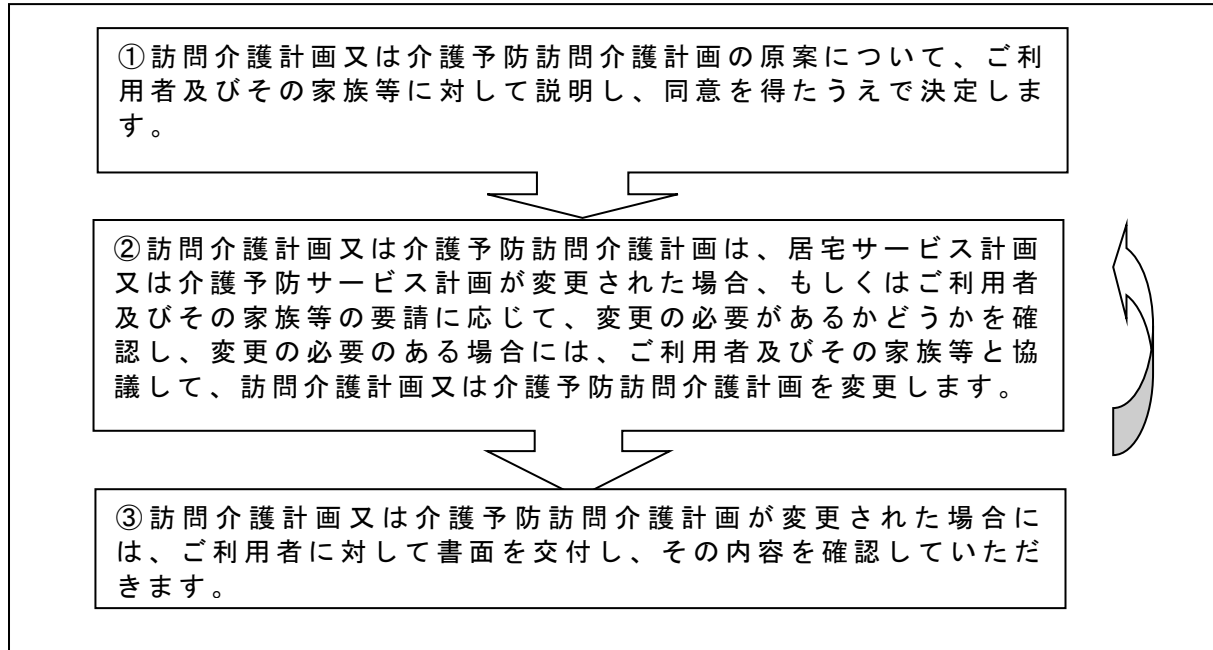 ①訪問介護計画又は介護予防訪問介護計画の原案について、ご利
用者及びその家族等に対して説明し、同意を得たうえで決定しま
す。
②訪問介護計画又は介護予防訪問介護計画は、居宅サービス計画
又は介護予防サービス計画が変更された場合、もしくはご利用者
及びその家族等の要請に応じて、変更の必要があるかどうかを確
認し、変更の必要のある場合には、ご利用者及びその家族等と協
議して、訪問介護計画又は介護予防訪問介護計画を変更します。
③訪問介護計画又は介護予防訪問介護計画が変更された場合に
は、ご利用者に対して書面を交付し、その内容を確認していただ
きます。